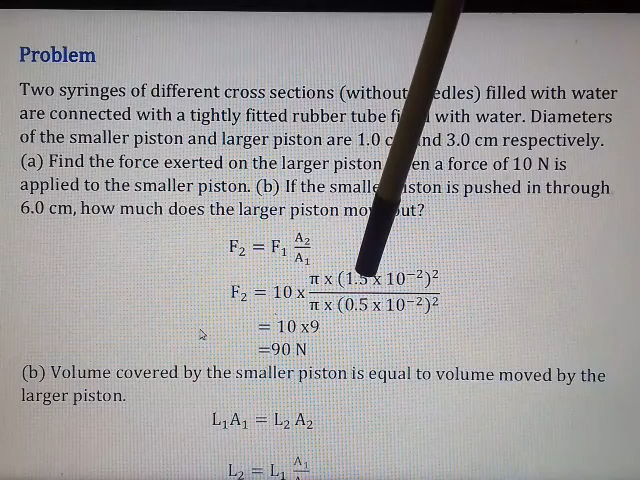 Problem
Two syringes of different cross sections (without edles) filled with water
are connected with a tightly fitted rubber tube fi with water. Diameters
of the smaller piston and larger piston are 1.0 c nd 3.0 cm respectively.
(a) Find the force exerted on the larger piston en a force of 10 N is
applied to the smaller piston. (b) If the smalle iston is pushed in through
6.0 cm, how much does the larger piston mo out?
F₂ = F₁ A₂/A₁
F₂ = 10 x π x (1.5 x 10⁻²)²/π x (0.5 x 10⁻²)²
= 10 x9
=90 N
(b) Volume covered by the smaller piston is equal to volume moved by the
larger piston.
L₁A₁ = L₂ A₂
L₂ = L₁ A₁